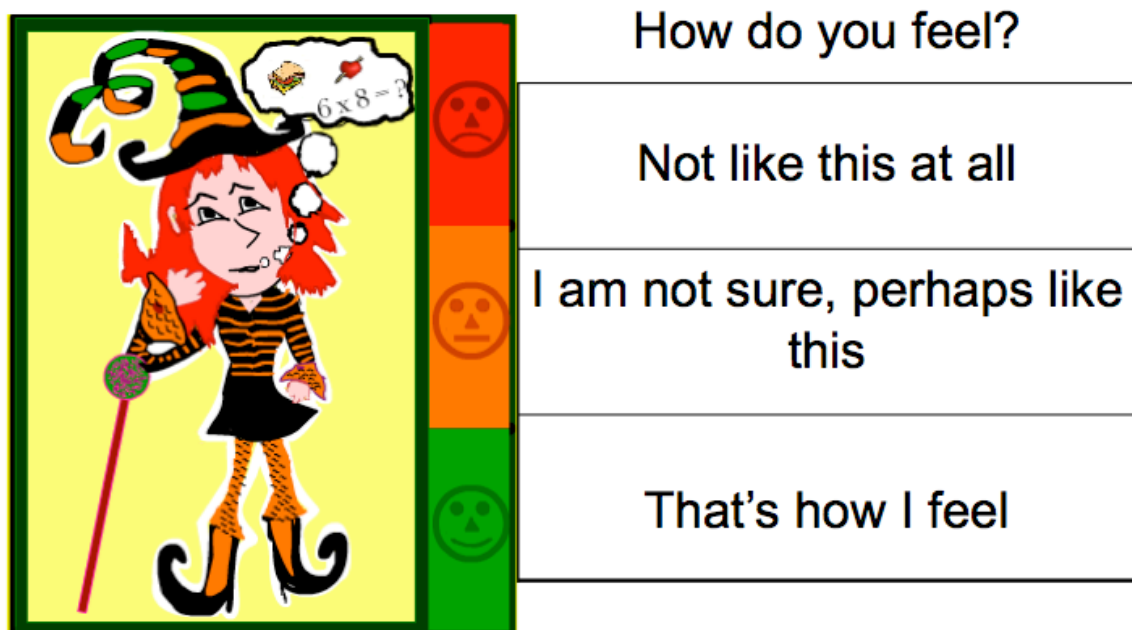 How do you feel?
6 x 8 = ?
Not like this at all
I am not sure, perhaps like
this
That’s how I feel